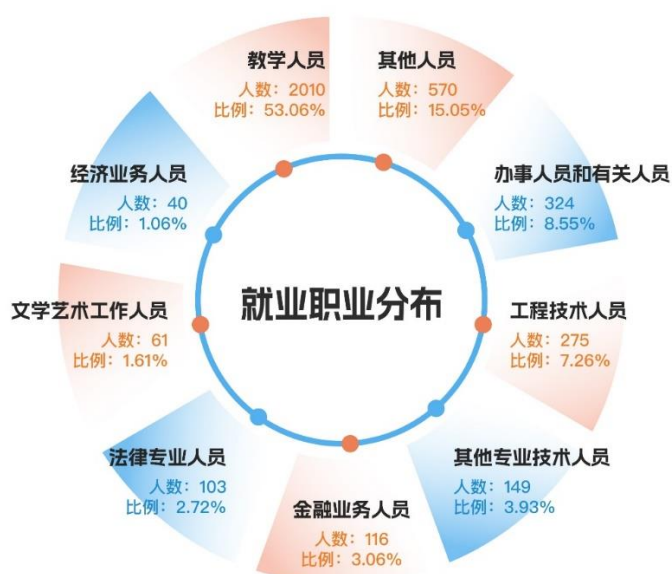 就业职业分布
教学人员
人数：2010
比例：53.06%
其他人员
人数：570
比例：15.05%
办事人员和有关人员
人数：324
比例：8.55%
工程技术人员
人数：275
比例：7.26%
其他专业技术人员
人数：149
比例：3.93%
金融业务人员
人数：116
比例：3.06%
法律专业人员
人数：103
比例：2.72%
文学艺术工作人员
人数：61
比例：1.61%
经济业务人员
人数：40
比例：1.06%